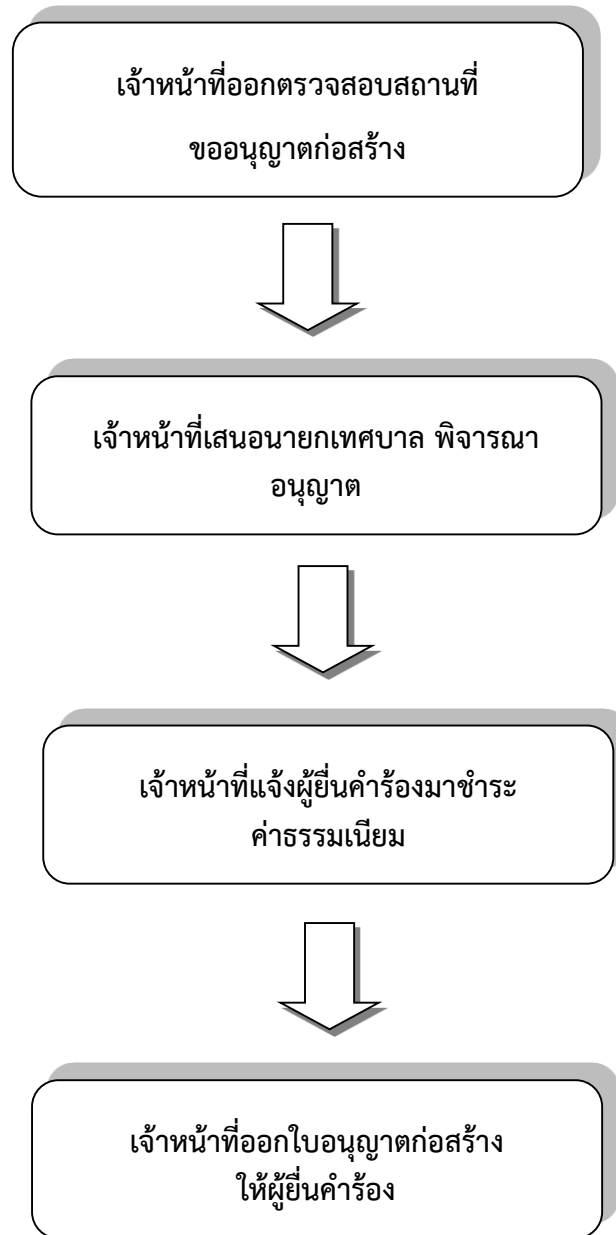 เจ้าหน้าที่ออกตรวจสอบสถานที่
ขออนุญาตก่อสร้าง
เจ้าหน้าที่เสนอนายกเทศบาล พิจารณา
อนุญาต
เจ้าหน้าที่แจ้งผู้ยื่นคำร้องมาชำระ
ค่าธรรมเนียม
เจ้าหน้าที่ออกใบอนุญาตก่อสร้าง
ให้ผู้ยื่นคำร้อง